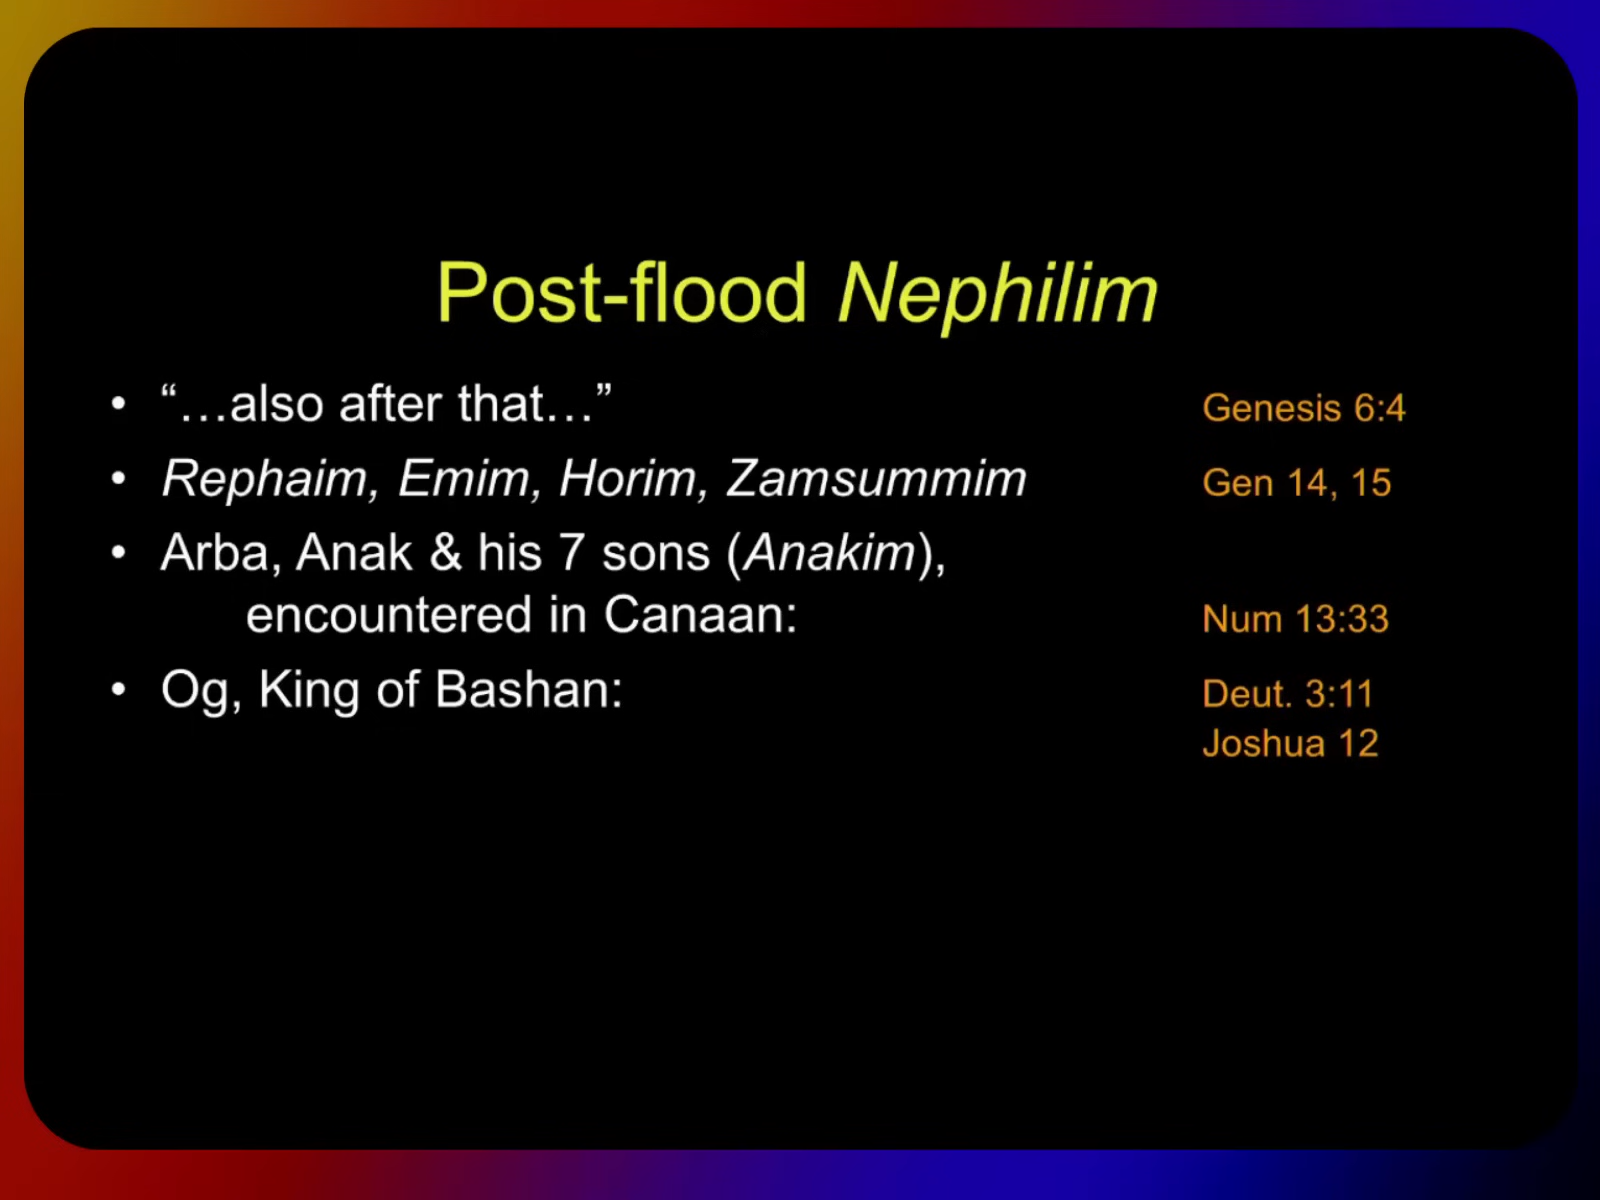 Post-flood Nephilim
• “…also after that…” Genesis 6:4
• Rephaim, Emim, Horim, Zamsummim Gen 14, 15
• Arba, Anak & his 7 sons (Anakim),
encountered in Canaan: Num 13:33
• Og, King of Bashan: Deut. 3:11
Joshua 12